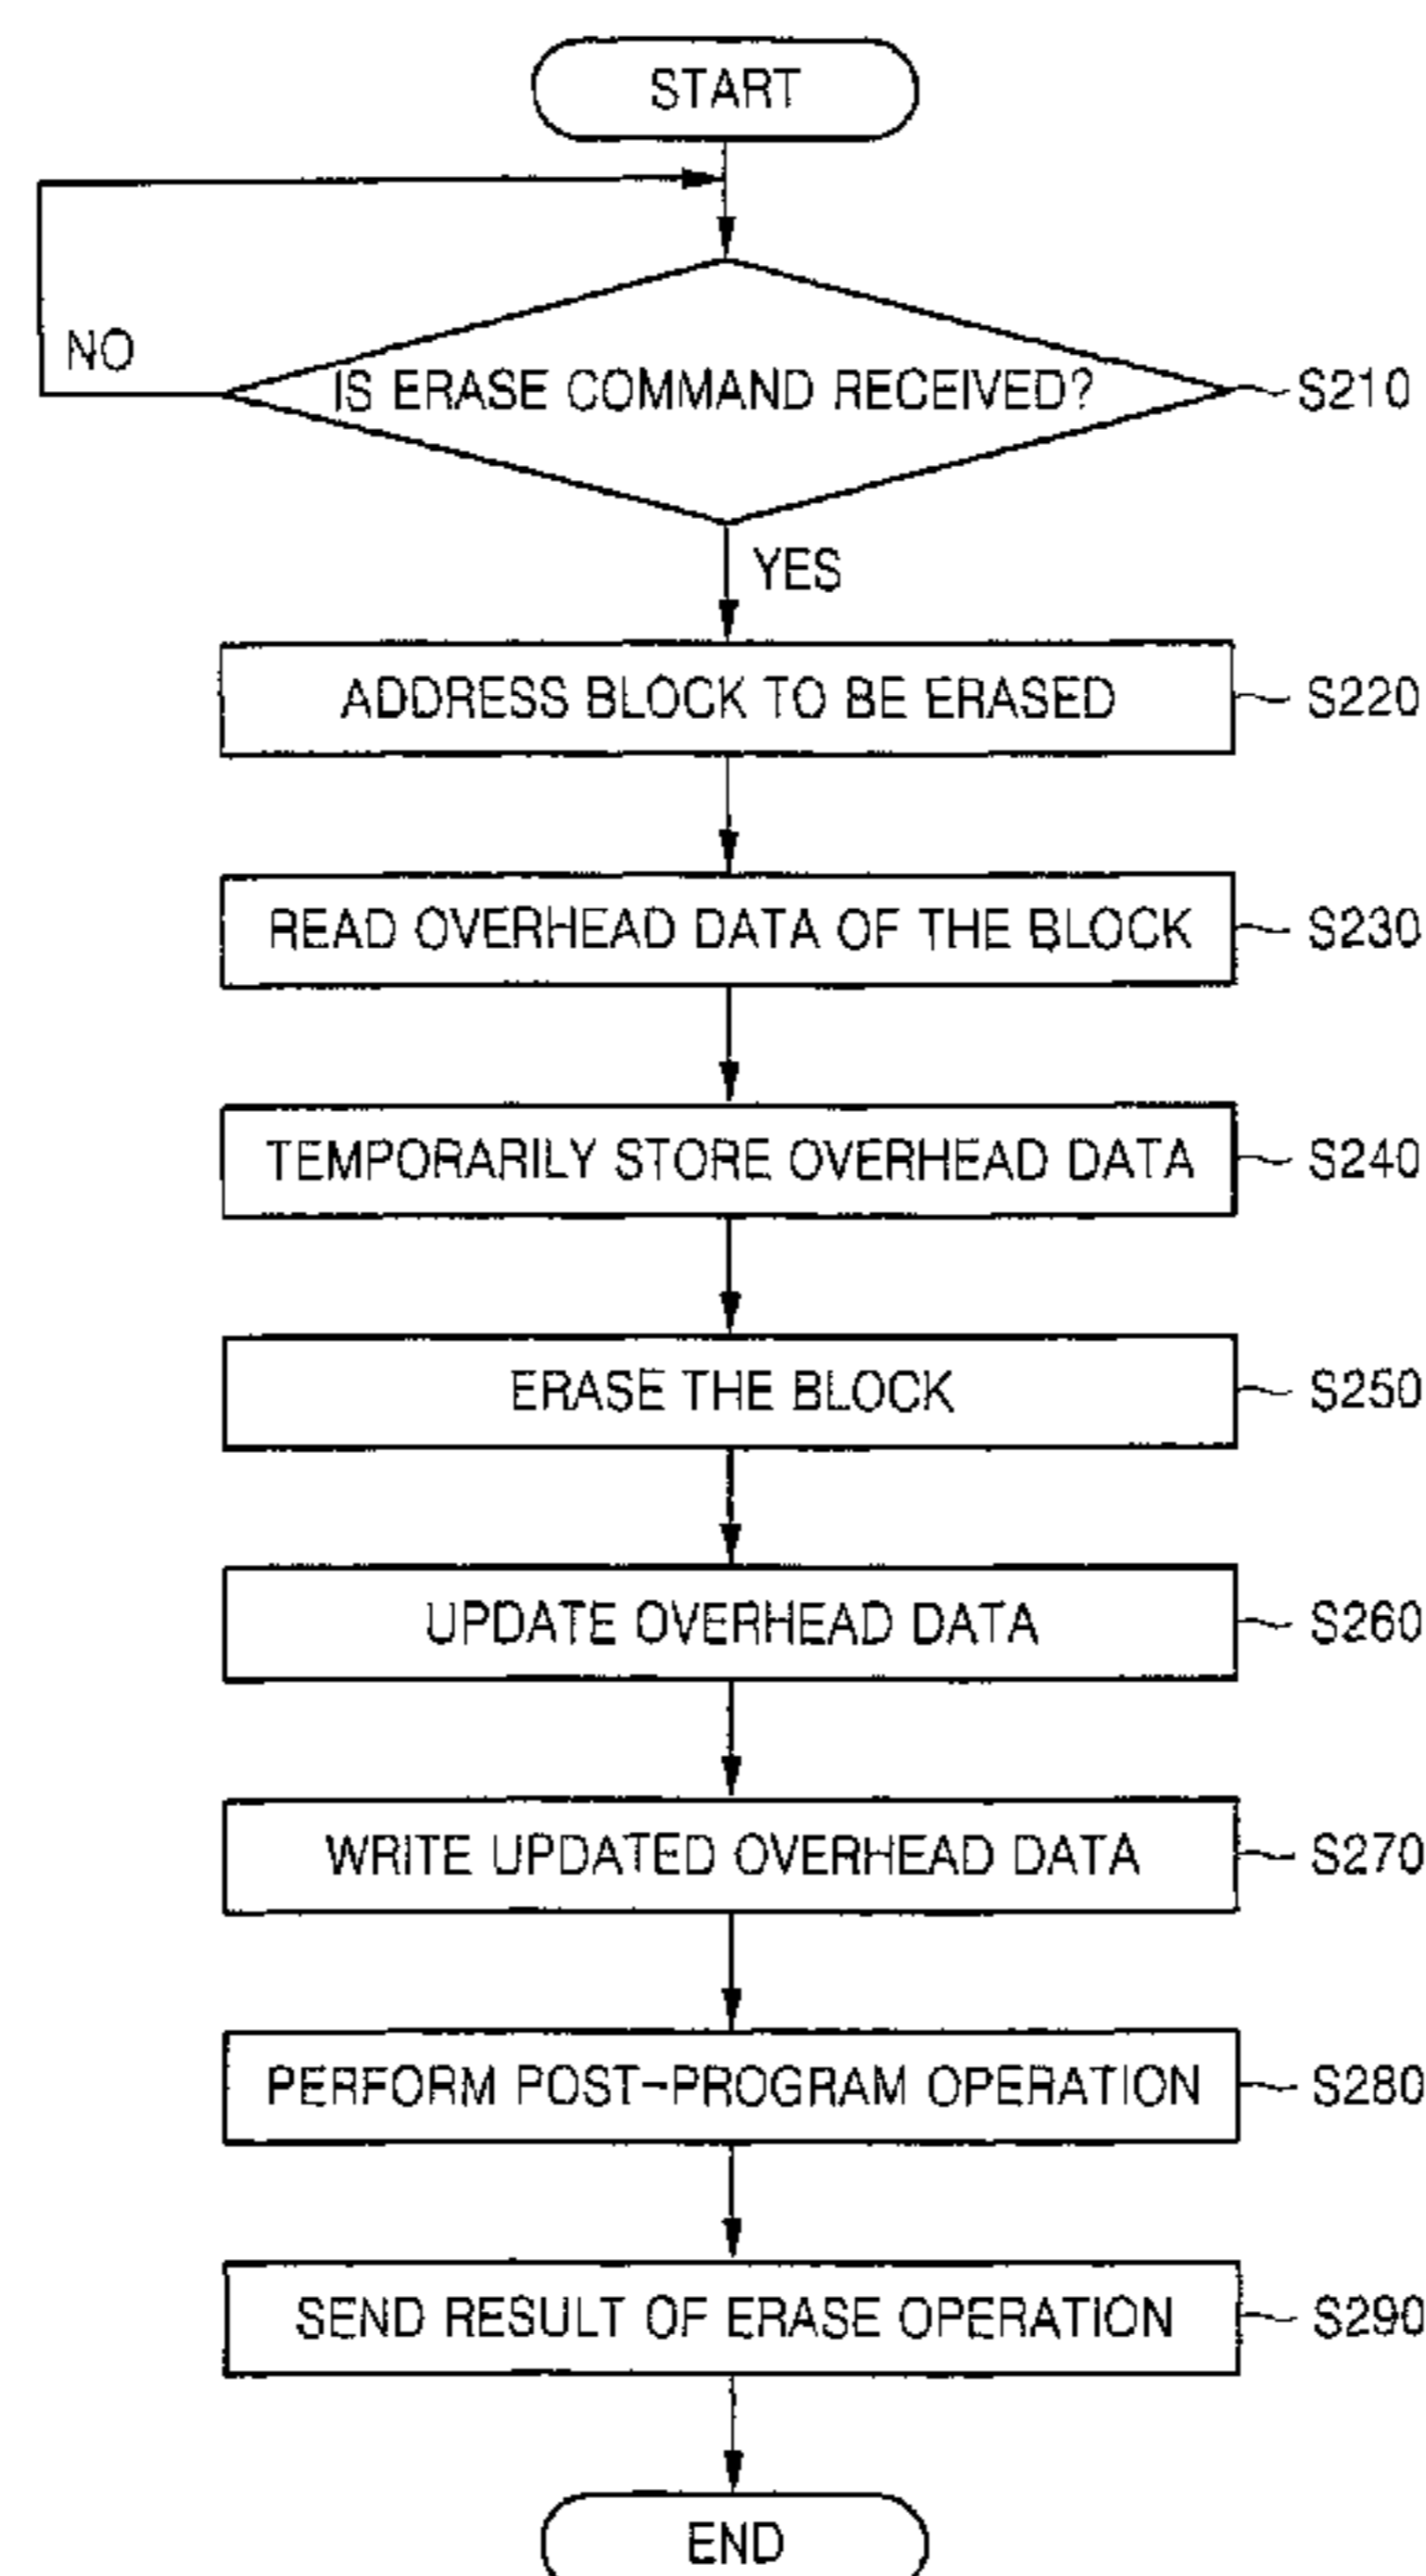 START
NO
IS ERASE COMMAND RECEIVED? S210
YES
ADDRESS BLOCK TO BE ERASED S220
READ OVERHEAD DATA OF THE BLOCK S230
TEMPORARILY STORE OVERHEAD DATA S240
ERASE THE BLOCK S250
UPDATE OVERHEAD DATA S260
WRITE UPDATED OVERHEAD DATA S270
PERFORM POST-PROGRAM OPERATION S280
SEND RESULT OF ERASE OPERATION S290
END